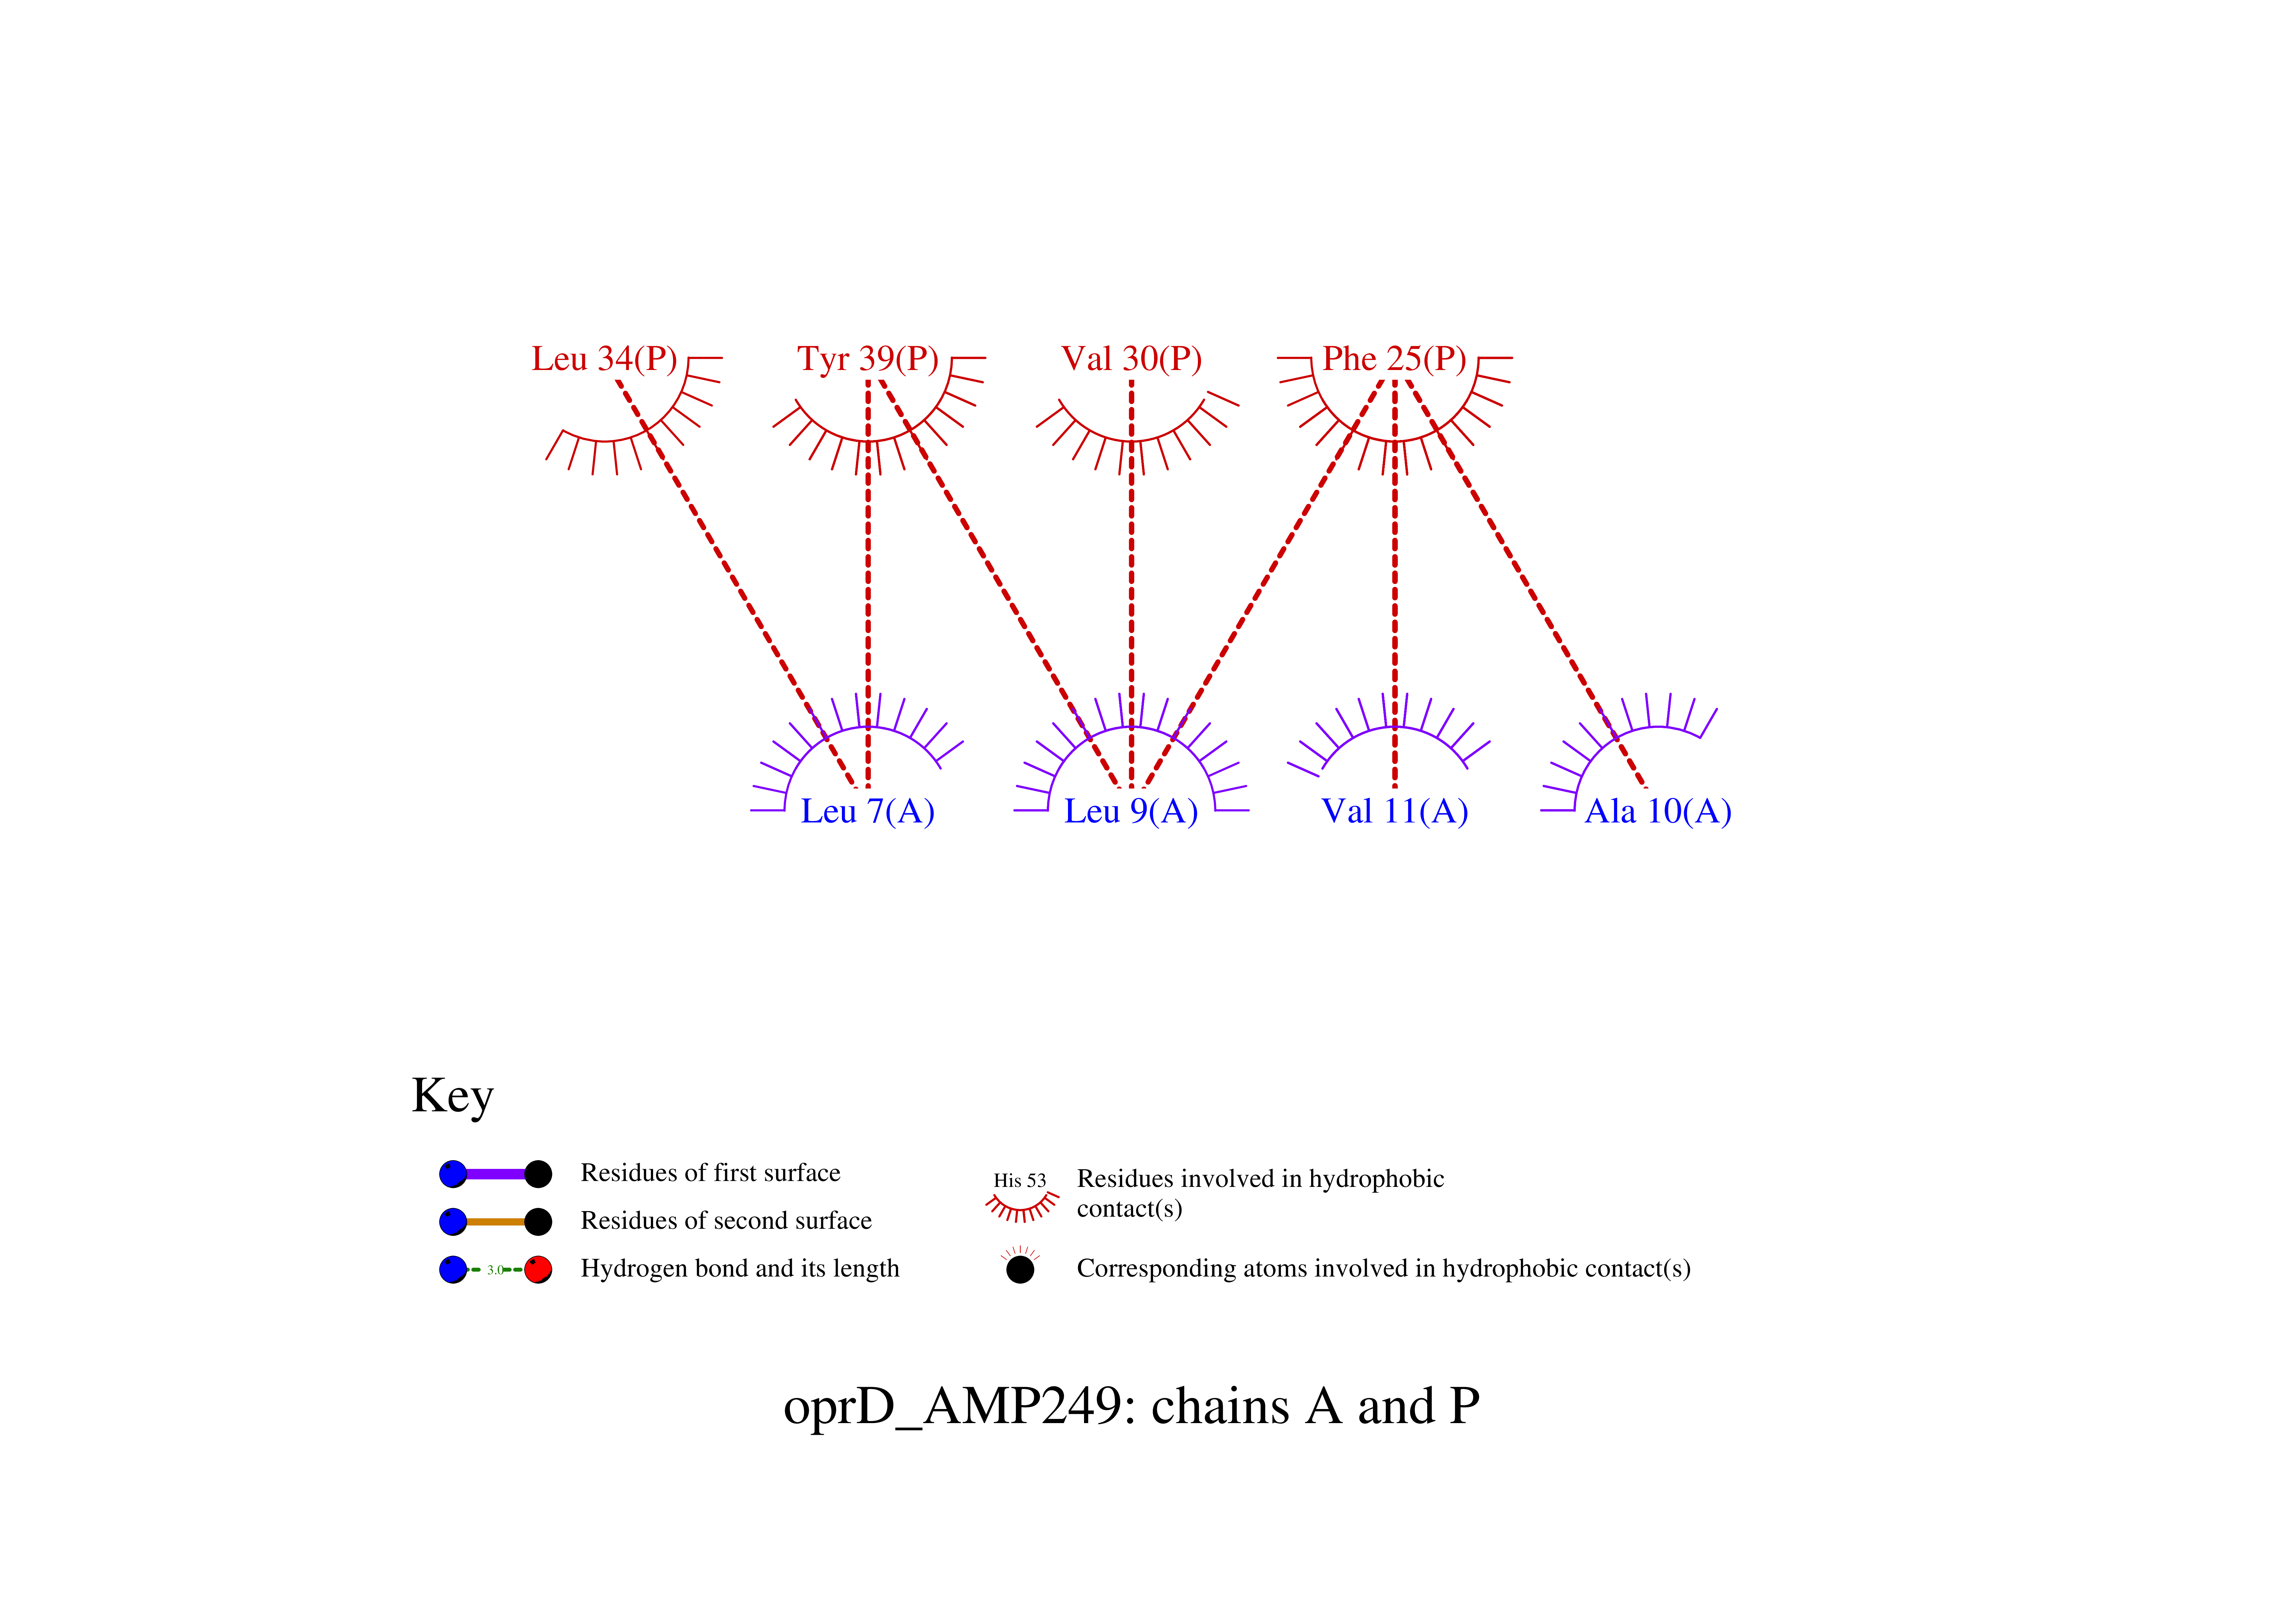 Leu 34(P) Tyr 39(P) Val 30(P) Phe 25(P)
Leu 7(A) Leu 9(A) Val 11(A) Ala 10(A)
Key
Residues of first surface
Residues of second surface
3.0 Hydrogen bond and its length
His 53 Residues involved in hydrophobic
contact(s)
Corresponding atoms involved in hydrophobic contact(s)
oprD_AMP249: chains A and P